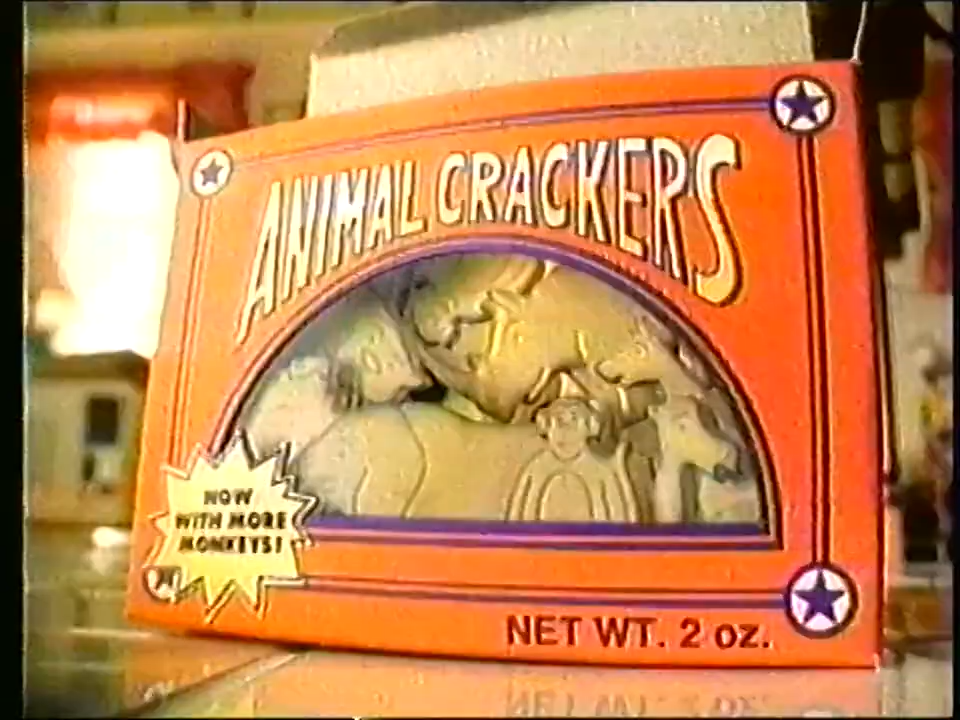 ANIMAL CRACKERS
NOW
WITH MORE
MONKEYS!
NET WT. 2 oz.